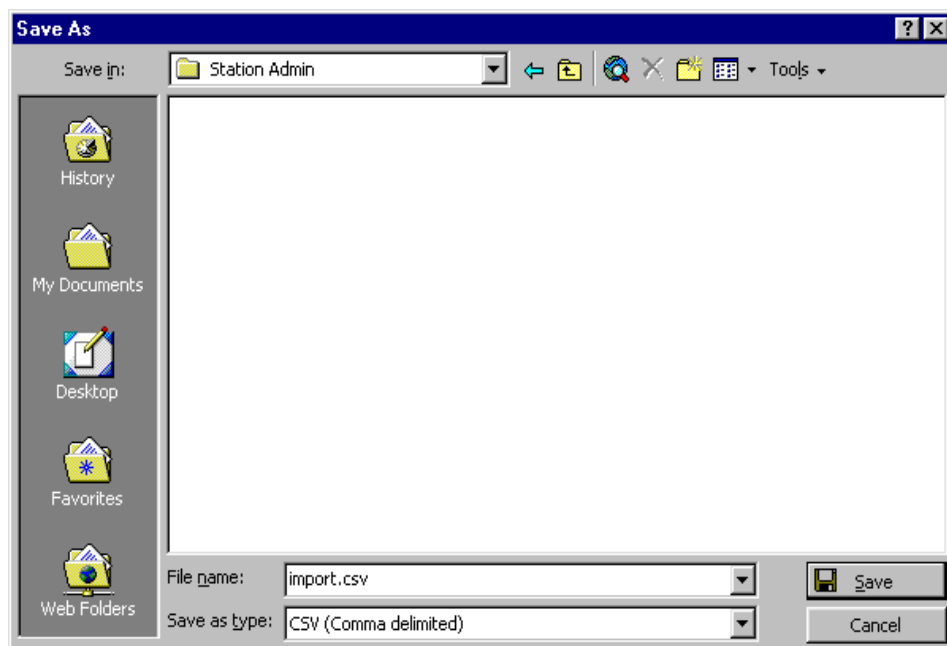 Save As
Save in: Station Admin Tools
History
My Documents
Desktop
Favorites
Web Folders
File name: import.csv Save
Save as type: CSV (Comma delimited) Cancel